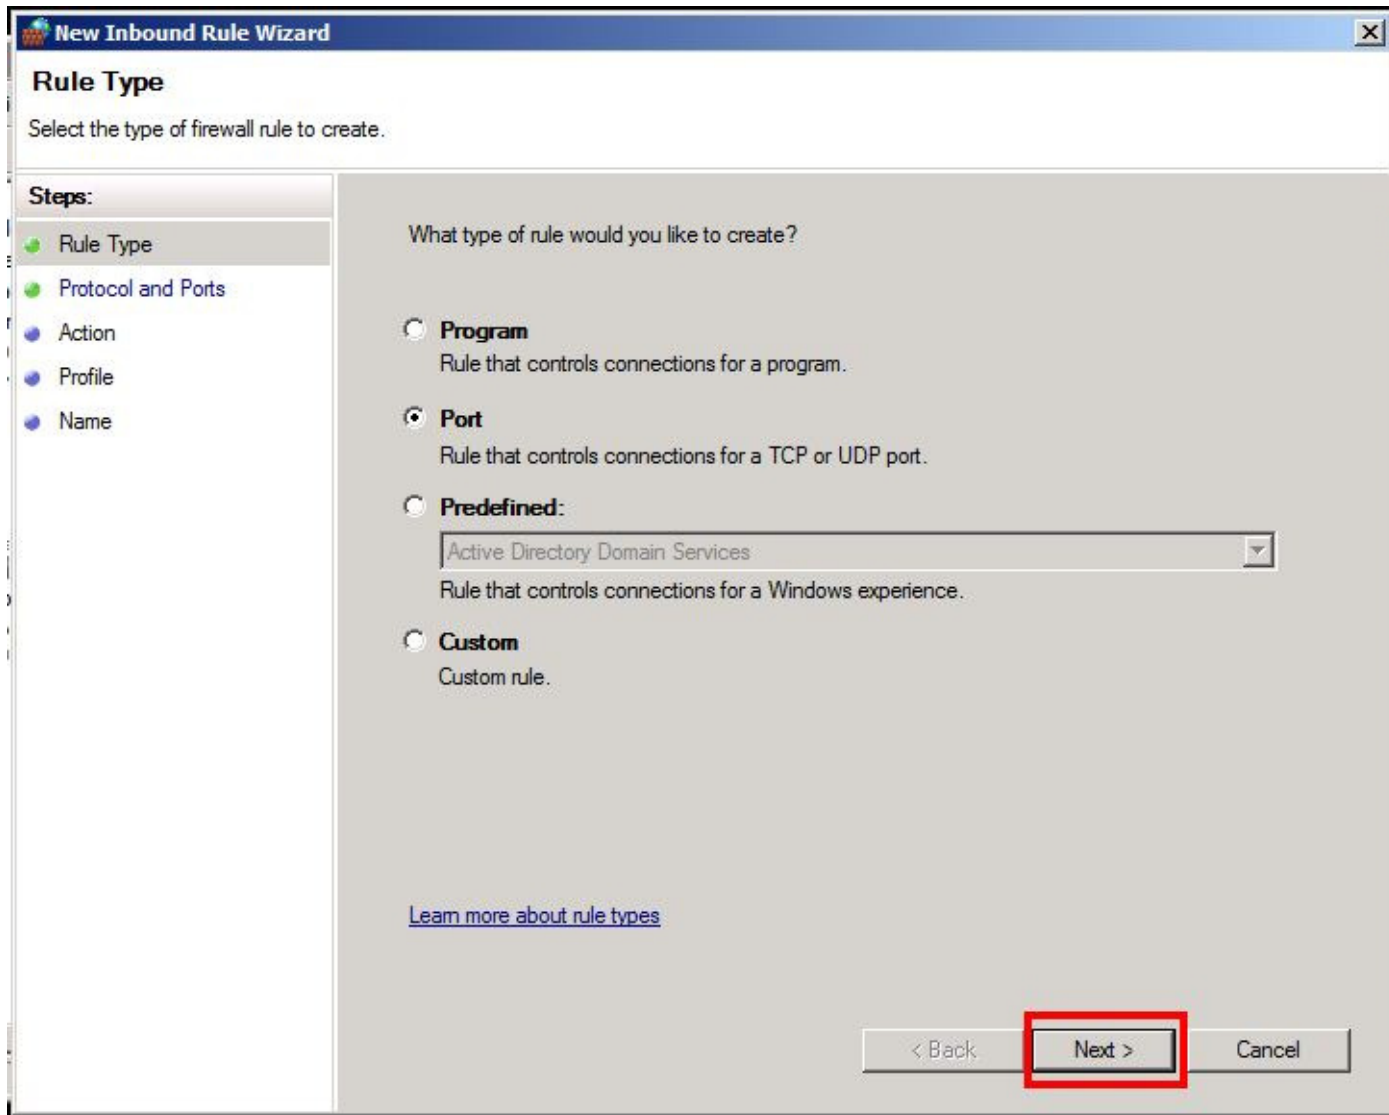 New Inbound Rule Wizard
Rule Type
Select the type of firewall rule to create.
Steps:
Rule Type
Protocol and Ports
Action
Profile
Name
What type of rule would you like to create?
Program
Rule that controls connections for a program.
Port
Rule that controls connections for a TCP or UDP port.
Predefined:
Active Directory Domain Services
Rule that controls connections for a Windows experience.
Custom
Custom rule.
Learn more about rule types
< Back Next > Cancel